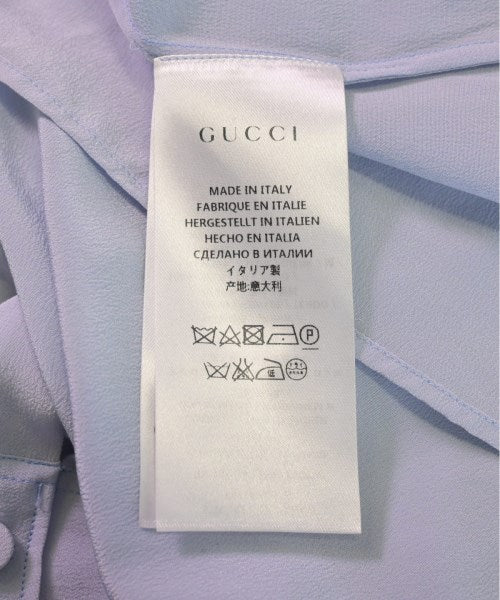 GUCCI
MADE IN ITALY
FABRIQUE EN ITALIE
HERGESTELLT IN ITALIEN
HECHO EN ITALIA
СДЕЛАНО В ИТАЛИИ
イタリア製
产地:意大利
P
低